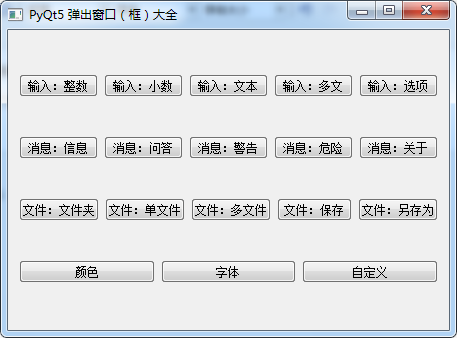 PyQt5 弹出窗口（框）大全
输入：整数 输入：小数 输入：文本 输入：多文 输入：选项
消息：信息 消息：问答 消息：警告 消息：危险 消息：关于
文件：文件夹 文件：单文件 文件：多文件 文件：保存 文件：另存为
颜色 字体 自定义